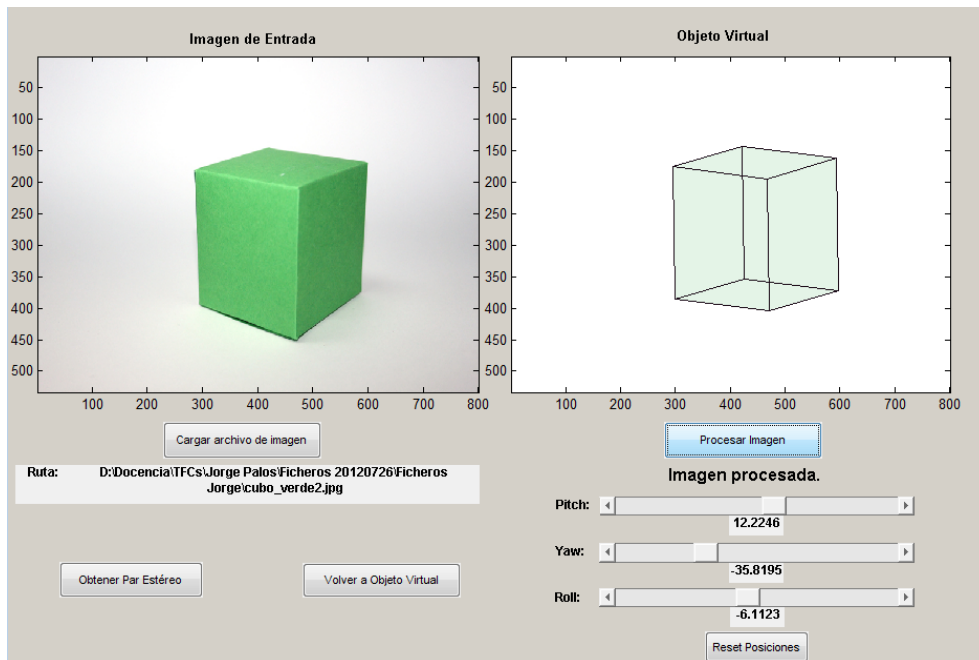 Imagen de Entrada
50
100
150
200
250
300
350
400
450
500
100 200 300 400 500 600 700 800
Objeto Virtual
50
100
150
200
250
300
350
400
450
500
100 200 300 400 500 600 700 800
Cargar archivo de imagen
Ruta: D:\Docencia\TFCs\Jorge Palos\Ficheros 20120726\Ficheros
Jorge\cubo_verde2.jpg
Obtener Par Estéreo
Volver a Objeto Virtual
Procesar Imagen
Imagen procesada.
Pitch:
12.2246
Yaw:
-35.8195
Roll:
-6.1123
Reset Posiciones